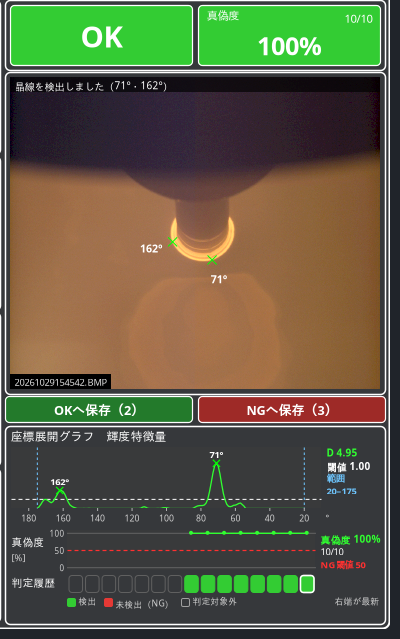 OK
真偽度
10/10
100%
晶線を検出しました（71°・162°）
162°
71°
20261029154542.BMP
OKへ保存（2）
NGへ保存（3）
座標展開グラフ　輝度特徴量
71°
162°
D 4.95
閾値 1.00
範囲
20–175
180 160 140 120 100 80 60 40 20 °
真偽度
[%]
100
50
0
真偽度 100%
10/10
NG閾値 50
判定履歴
検出 未検出（NG） 判定対象外 右端が最新